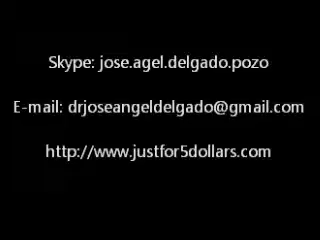 Skype: jose.agel.delgado.pozo
E-mail: drjoseangeldelgado@gmail.com
http://www.justfor5dollars.com